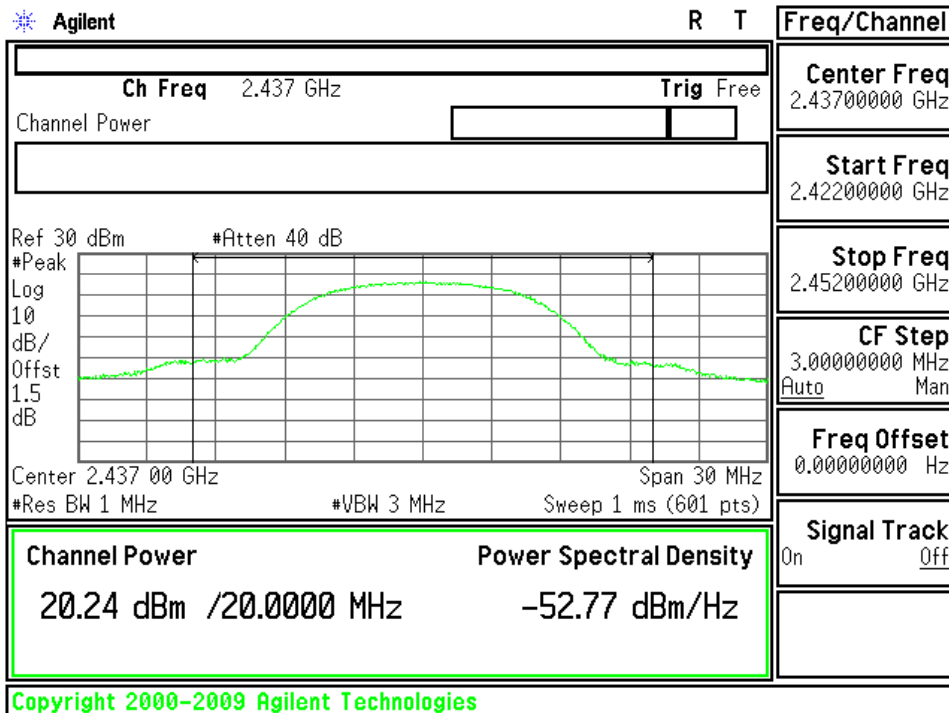 Agilent R T
Ch Freq 2.437 GHz Trig Free
Channel Power
Ref 30 dBm #Atten 40 dB
#Peak
Log
10
dB/
Offst
1.5
dB
Center 2.437 00 GHz Span 30 MHz
#Res BW 1 MHz #VBW 3 MHz Sweep 1 ms (601 pts)
Channel Power Power Spectral Density
20.24 dBm /20.0000 MHz -52.77 dBm/Hz
Copyright 2000-2009 Agilent Technologies
Freq/Channel
Center Freq
2.43700000 GHz
Start Freq
2.42200000 GHz
Stop Freq
2.45200000 GHz
CF Step
3.00000000 MHz
Auto Man
Freq Offset
0.00000000 Hz
Signal Track
On Off